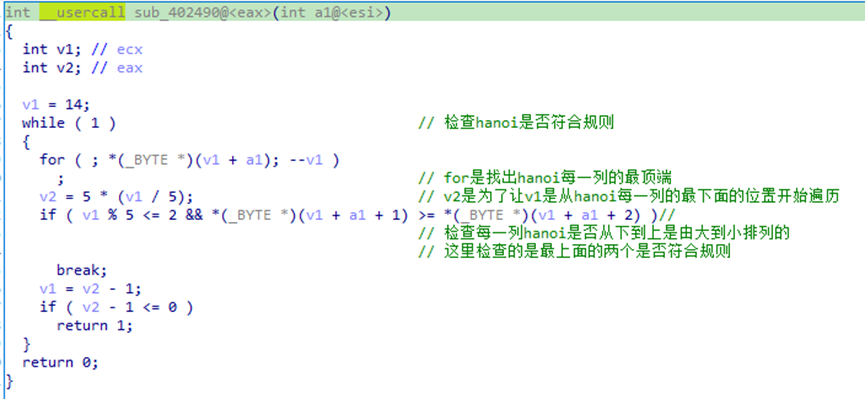 int __usercall sub_402490@<eax>(int a1@<esi>)
{
int v1; // ecx
int v2; // eax
v1 = 14;
while ( 1 ) // 检查hanoi是否符合规则
{
for ( ; *(_BYTE *)(v1 + a1); --v1 )
; // for是找出hanoi每一列的最顶端
v2 = 5 * (v1 / 5); // v2是为了让v1是从hanoi每一列的最下面的位置开始遍历
if ( v1 % 5 <= 2 && *(_BYTE *)(v1 + a1 + 1) >= *(_BYTE *)(v1 + a1 + 2) )//
// 检查每一列hanoi是否从下到上是由大到小排列的
// 这里检查的是最上面的两个是否符合规则
break;
v1 = v2 - 1;
if ( v2 - 1 <= 0 )
return 1;
}
return 0;
}